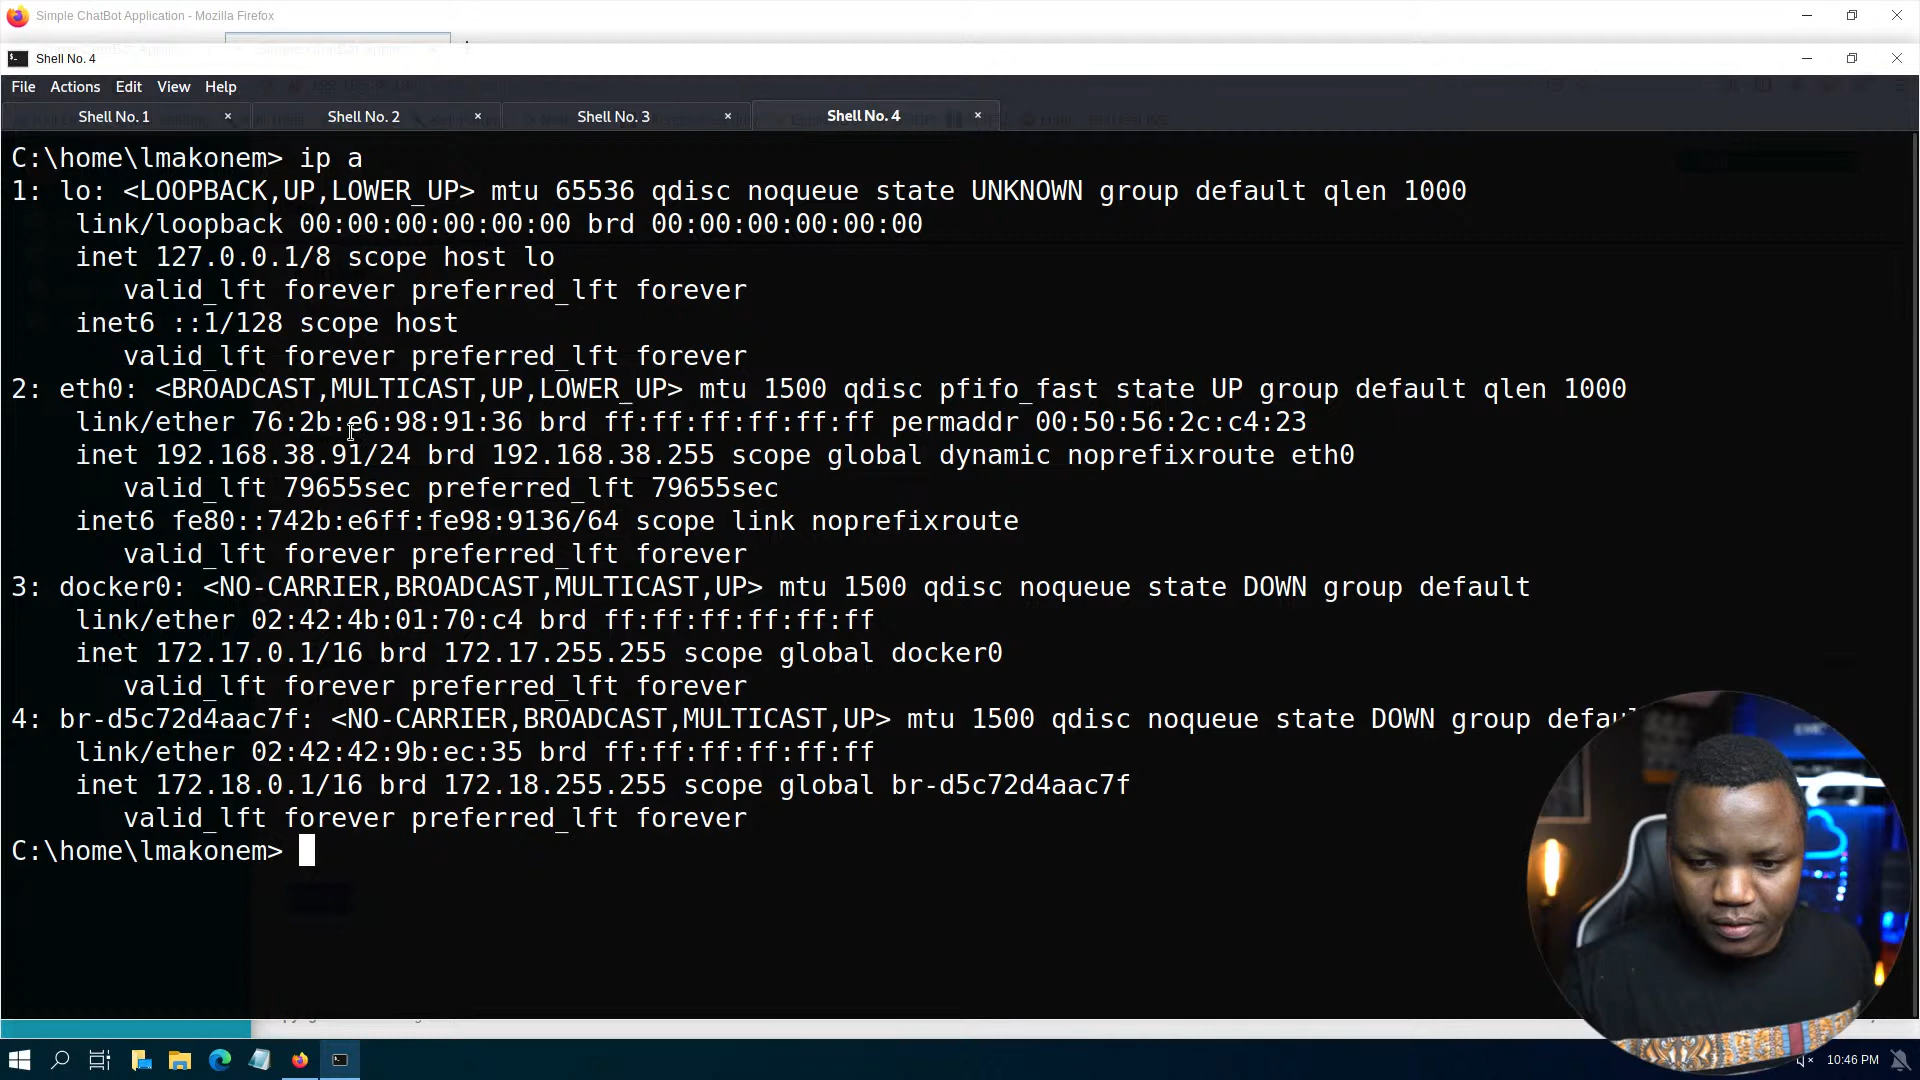 Simple ChatBot Application - Mozilla Firefox
Shell No. 4
File Actions Edit View Help
Shell No. 1 × Shell No. 2 × Shell No. 3 × Shell No. 4 ×
C:\home\lmakonem> ip a
1: lo: <LOOPBACK,UP,LOWER_UP> mtu 65536 qdisc noqueue state UNKNOWN group default qlen 1000
link/loopback 00:00:00:00:00:00 brd 00:00:00:00:00:00
inet 127.0.0.1/8 scope host lo
valid_lft forever preferred_lft forever
inet6 ::1/128 scope host
valid_lft forever preferred_lft forever
2: eth0: <BROADCAST,MULTICAST,UP,LOWER_UP> mtu 1500 qdisc pfifo_fast state UP group default qlen 1000
link/ether 76:2b:e6:98:91:36 brd ff:ff:ff:ff:ff:ff permaddr 00:50:56:2c:c4:23
inet 192.168.38.91/24 brd 192.168.38.255 scope global dynamic noprefixroute eth0
valid_lft 79655sec preferred_lft 79655sec
inet6 fe80::742b:e6ff:fe98:9136/64 scope link noprefixroute
valid_lft forever preferred_lft forever
3: docker0: <NO-CARRIER,BROADCAST,MULTICAST,UP> mtu 1500 qdisc noqueue state DOWN group default
link/ether 02:42:4b:01:70:c4 brd ff:ff:ff:ff:ff:ff
inet 172.17.0.1/16 brd 172.17.255.255 scope global docker0
valid_lft forever preferred_lft forever
4: br-d5c72d4aac7f: <NO-CARRIER,BROADCAST,MULTICAST,UP> mtu 1500 qdisc noqueue state DOWN group
link/ether 02:42:42:9b:ec:35 brd ff:ff:ff:ff:ff:ff
inet 172.18.0.1/16 brd 172.18.255.255 scope global br-d5c72d4aac7f
valid_lft forever preferred_lft forever
C:\home\lmakonem>
10:46 PM